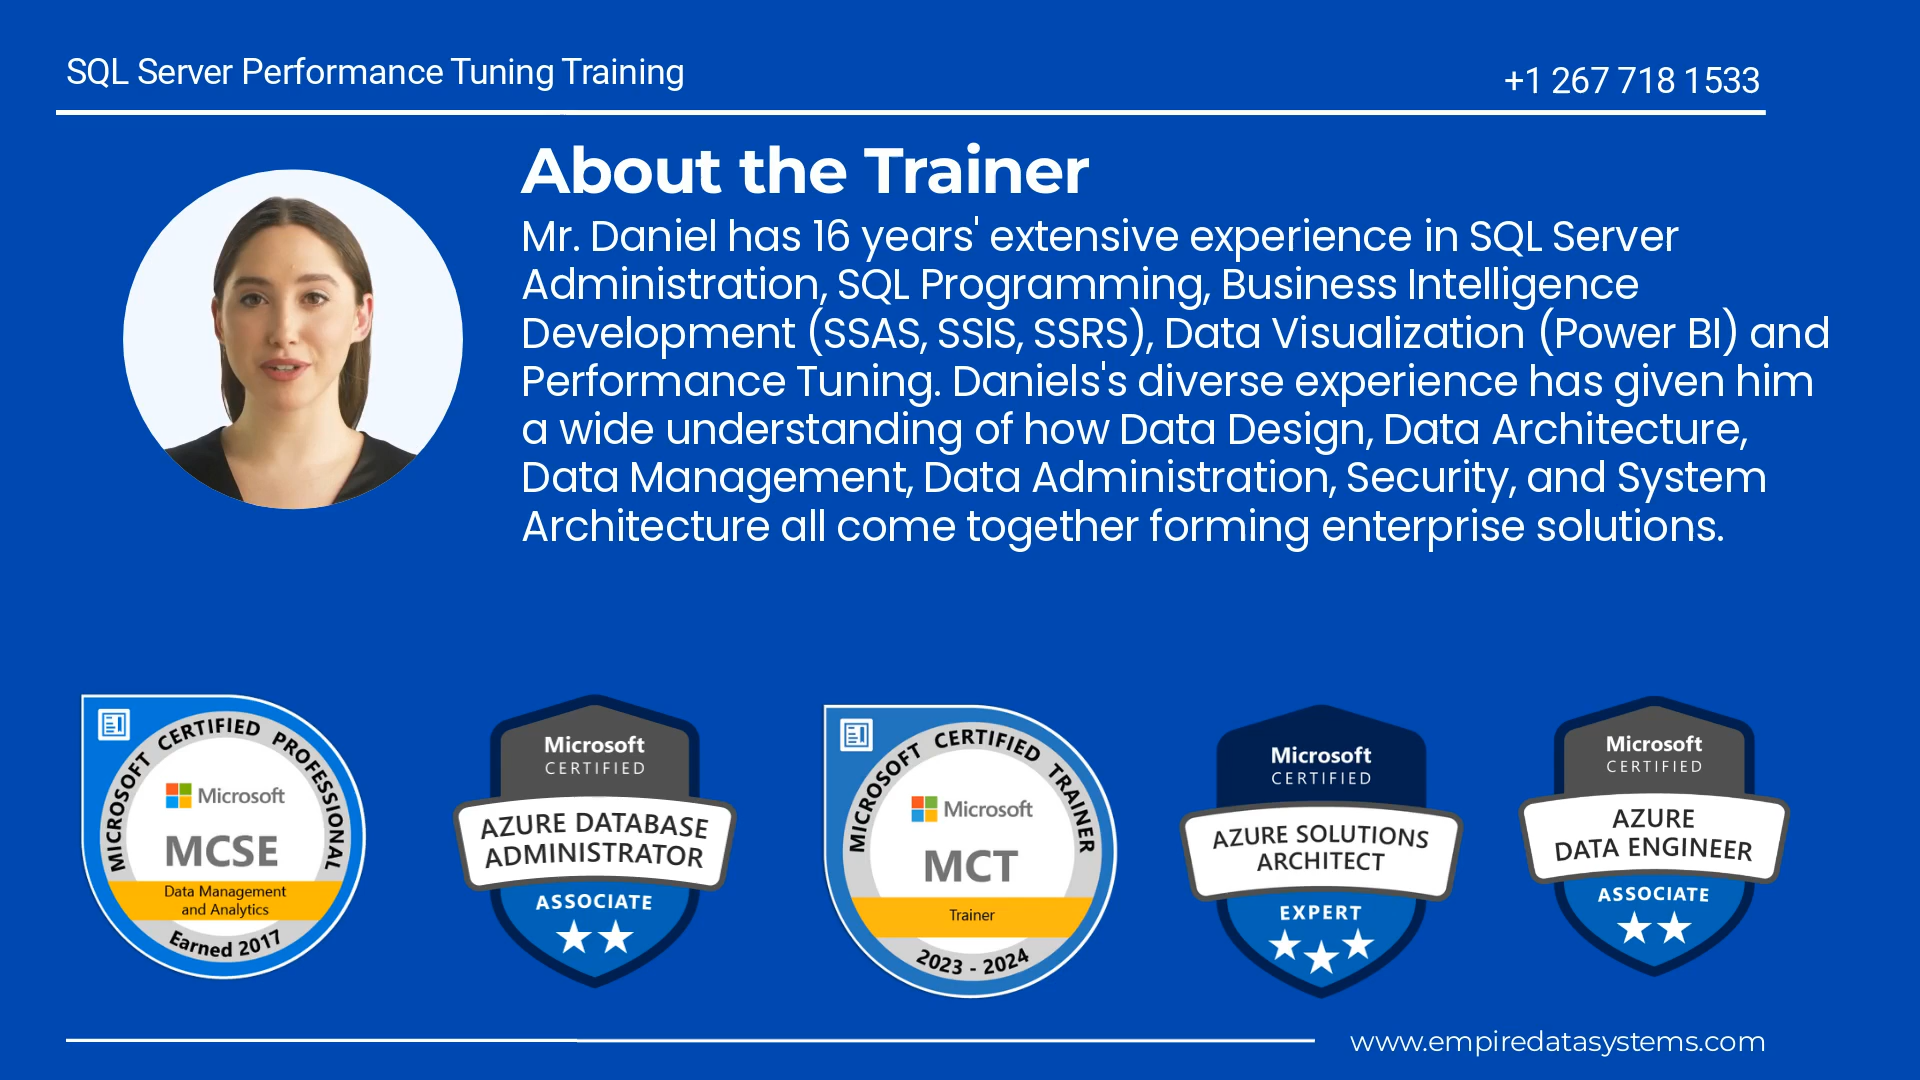 SQL Server Performance Tuning Training
+1 267 718 1533
About the Trainer
Mr. Daniel has 16 years' extensive experience in SQL Server
Administration, SQL Programming, Business Intelligence
Development (SSAS, SSIS, SSRS), Data Visualization (Power BI) and
Performance Tuning. Daniels's diverse experience has given him
a wide understanding of how Data Design, Data Architecture,
Data Management, Data Administration, Security, and System
Architecture all come together forming enterprise solutions.
MICROSOFT CERTIFIED PROFESSIONAL
Microsoft
MCSE
Data Management
and Analytics
Earned 2017
Microsoft
CERTIFIED
AZURE DATABASE
ADMINISTRATOR
ASSOCIATE
MICROSOFT CERTIFIED TRAINER
Microsoft
MCT
Trainer
2023 - 2024
Microsoft
CERTIFIED
AZURE SOLUTIONS
ARCHITECT
EXPERT
Microsoft
CERTIFIED
AZURE
DATA ENGINEER
ASSOCIATE
www.empiredatasystems.com